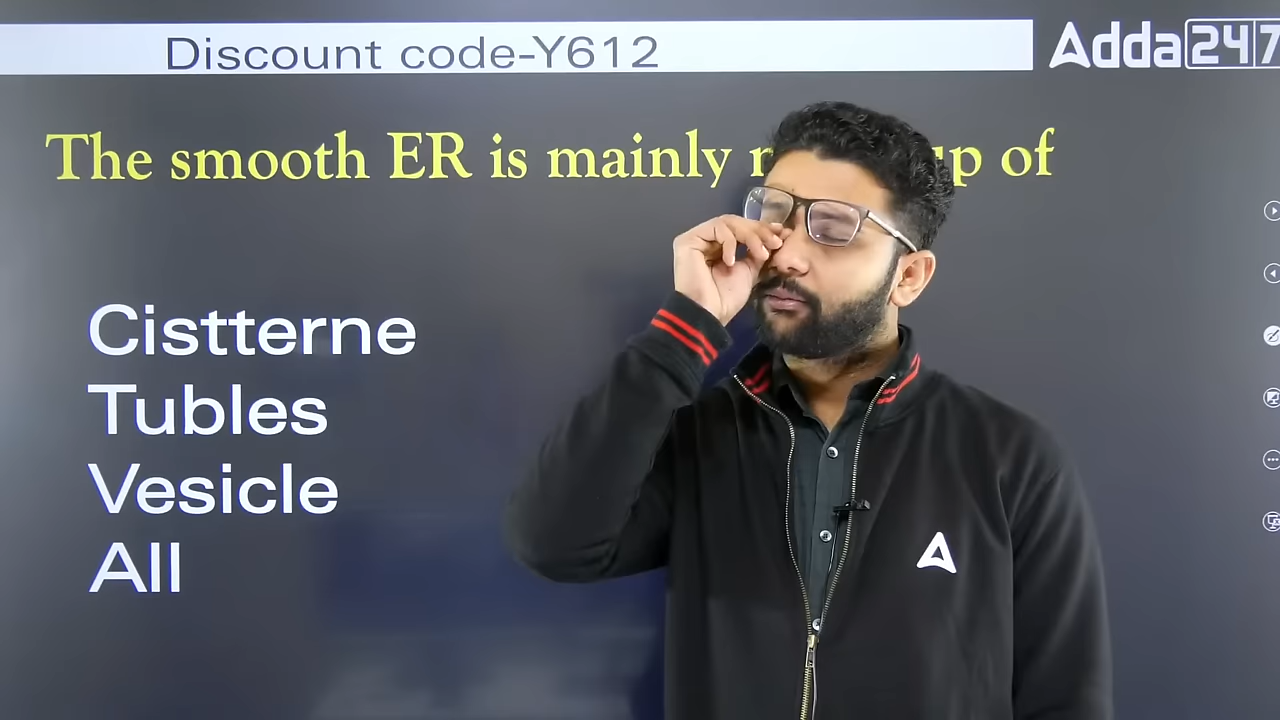 Discount code-Y612
Adda247
The smooth ER is mainly up of
Cistterne
Tubles
Vesicle
All